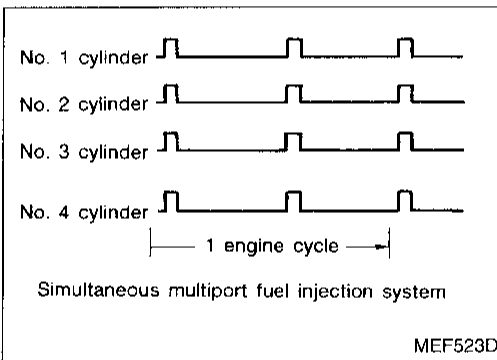 No. 1 cylinder
No. 2 cylinder
No. 3 cylinder
No. 4 cylinder
1 engine cycle
Simultaneous multiport fuel injection system
MEF523D